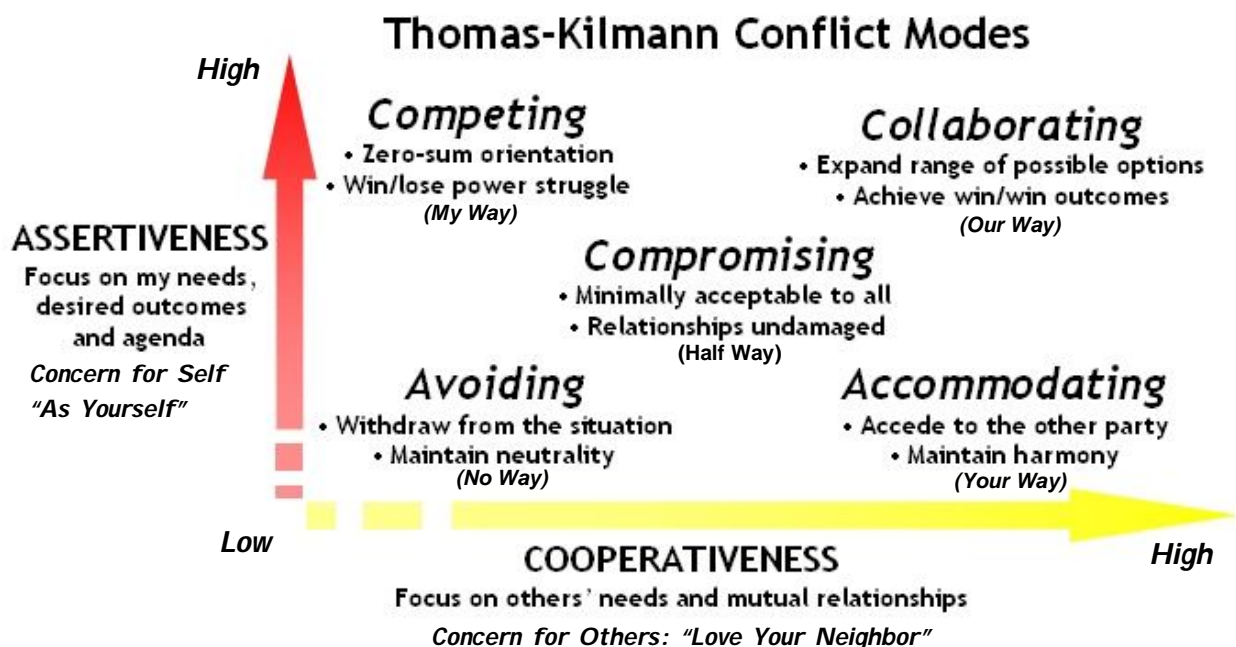 Thomas-Kilmann Conflict Modes
High
Competing
• Zero-sum orientation
• Win/lose power struggle
(My Way)
Collaborating
• Expand range of possible options
• Achieve win/win outcomes
(Our Way)
ASSERTIVENESS
Focus on my needs,
desired outcomes
and agenda
Concern for Self
“As Yourself”
Compromising
• Minimally acceptable to all
• Relationships undamaged
(Half Way)
Avoiding
• Withdraw from the situation
• Maintain neutrality
(No Way)
Accommodating
• Accede to the other party
• Maintain harmony
(Your Way)
Low
High
COOPERATIVENESS
Focus on others’ needs and mutual relationships
Concern for Others: “Love Your Neighbor”